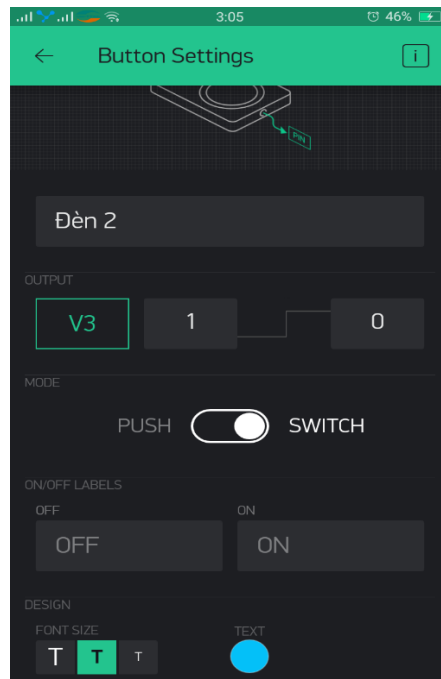 3:05 46%
Button Settings i
PIN
Đèn 2
OUTPUT
V3 1 0
MODE
PUSH SWITCH
ON/OFF LABELS
OFF ON
OFF ON
DESIGN
FONT SIZE TEXT
T T T